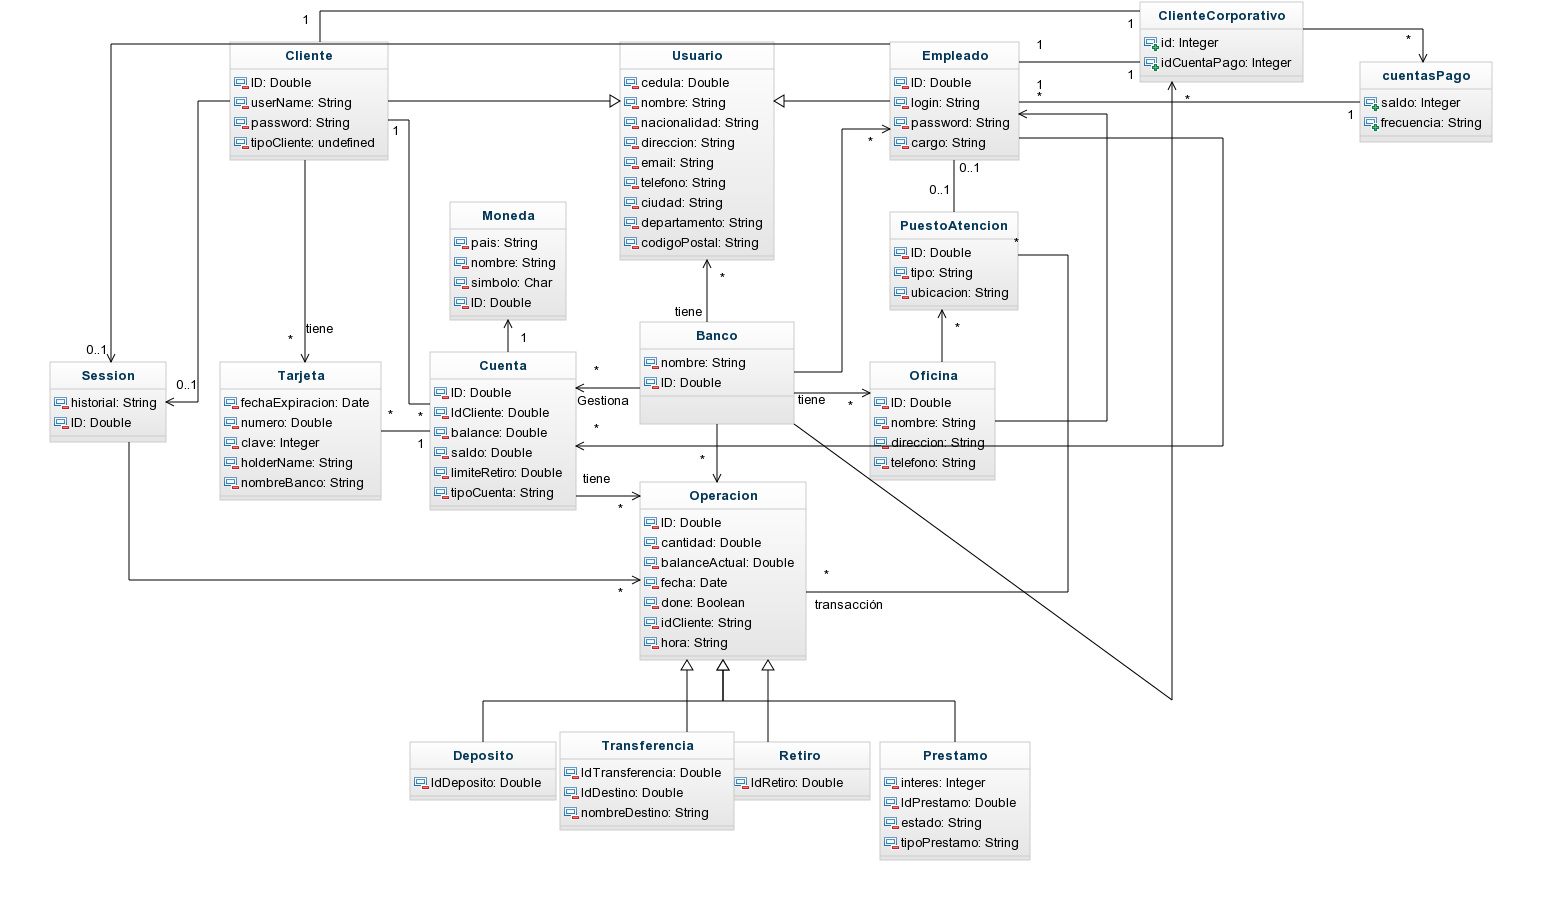 ClienteCorporativo
id: Integer
idCuentaPago: Integer
1
1
*
cuentasPago
saldo: Integer
frecuencia: String
Cliente
ID: Double
userName: String
password: String
tipoCliente: undefined
Usuario
cedula: Double
nombre: String
nacionalidad: String
direccion: String
email: String
telefono: String
ciudad: String
departamento: String
codigoPostal: String
Empleado
ID: Double
login: String
password: String
cargo: String
1
1
1
*
*
1
1
*
0..1
0..1
Moneda
pais: String
nombre: String
simbolo: Char
ID: Double
PuestoAtencion
ID: Double
tipo: String
ubicacion: String
*
*
tiene
*
tiene
*
1
0..1
0..1
Session
historial: String
ID: Double
Tarjeta
fechaExpiracion: Date
numero: Double
clave: Integer
holderName: String
nombreBanco: String
*
*
1
Cuenta
ID: Double
IdCliente: Double
balance: Double
saldo: Double
limiteRetiro: Double
tipoCuenta: String
*
Gestiona
*
Banco
nombre: String
ID: Double
tiene
*
Oficina
ID: Double
nombre: String
direccion: String
telefono: String
*
tiene
*
*
Operacion
ID: Double
cantidad: Double
balanceActual: Double
fecha: Date
done: Boolean
idCliente: String
hora: String
*
transacción
Deposito
IdDeposito: Double
Transferencia
IdTransferencia: Double
IdDestino: Double
nombreDestino: String
Retiro
IdRetiro: Double
Prestamo
interes: Integer
IdPrestamo: Double
estado: String
tipoPrestamo: String